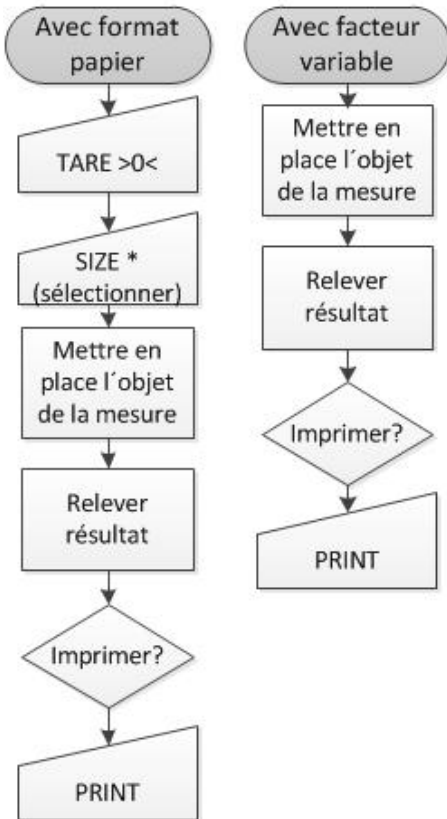 Avec format
papier
TARE >0<
SIZE *
(sélectionner)
Mettre en
place l´objet
de la mesure
Relever
résultat
Imprimer?
PRINT
Avec facteur
variable
Mettre en
place l´objet
de la mesure
Relever
résultat
Imprimer?
PRINT